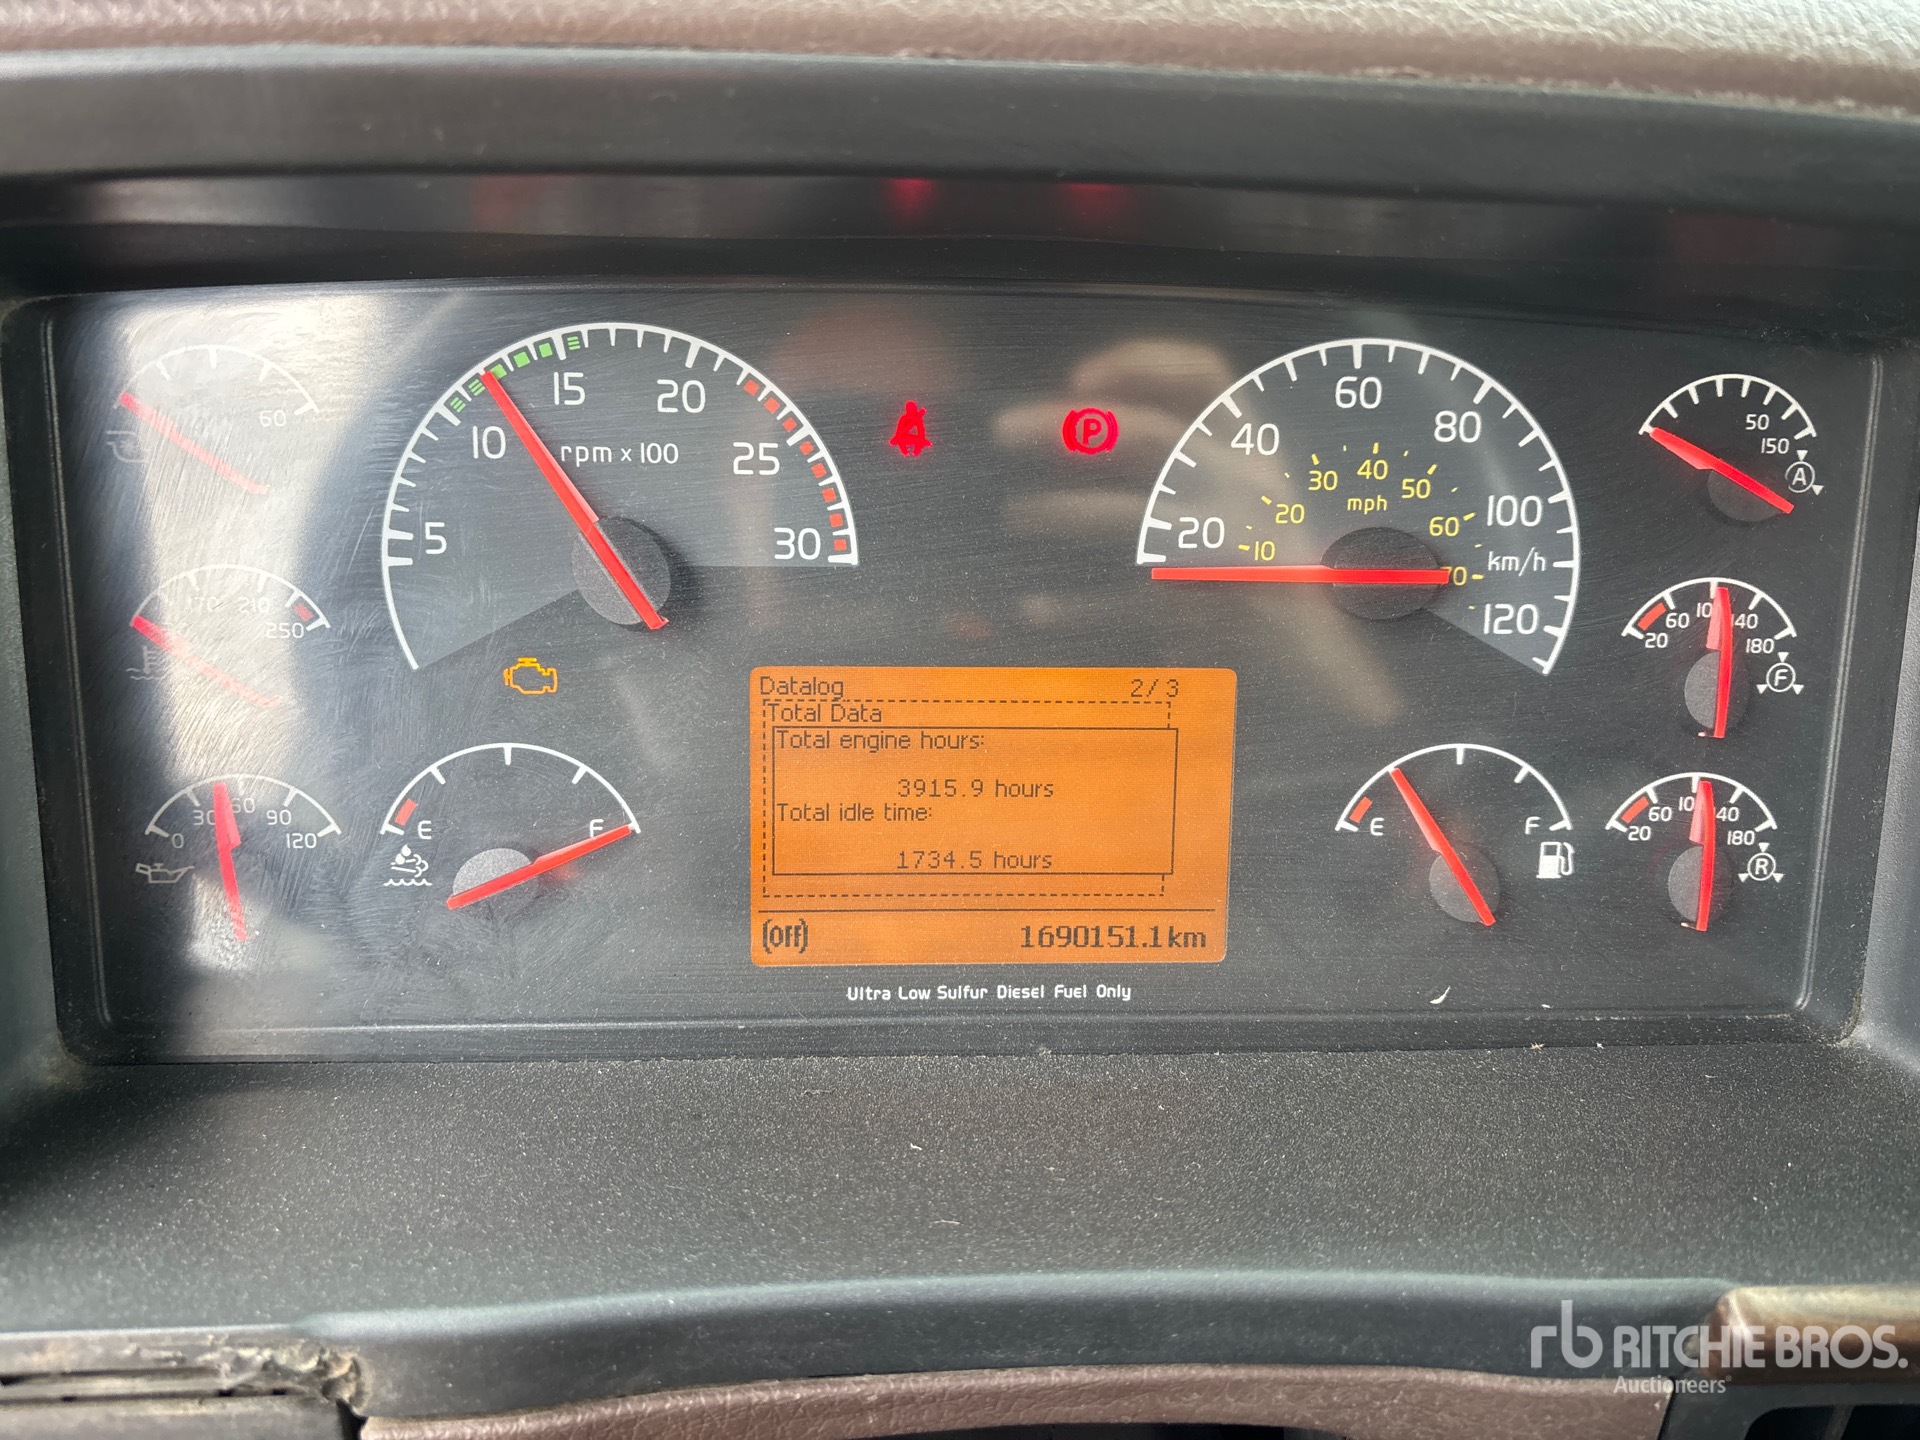 60
170 210 250
0 30 60 90 120
5 10 15 20 25 30
rpm x 100
E F
P
20 40 60 80 100 120
km/h
10 20 30 40 50 60 70
mph
50
150
A
20 60 140 180
F
20 60 140 180
R
E F
Datalog 2/3
Total Data
Total engine hours:
3915.9 hours
Total idle time:
1734.5 hours
(off) 1690151.1km
Ultra Low Sulfur Diesel Fuel Only
rb RITCHIE BROS.
Auctioneers